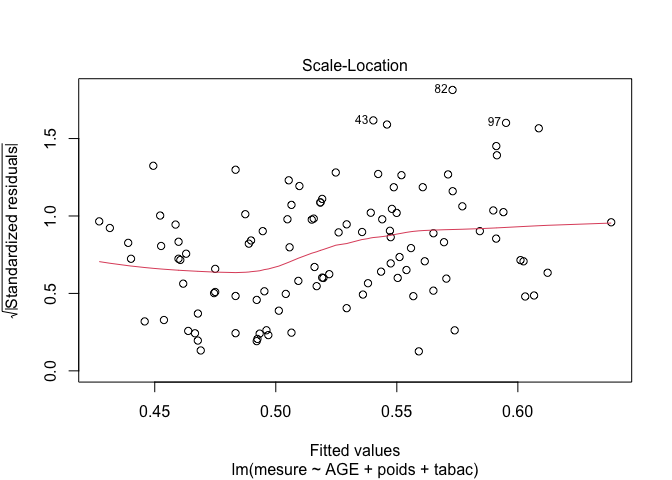 Scale-Location
√|Standardized residuals|
0.0
0.5
1.0
1.5
82
43
97
0.45
0.50
0.55
0.60
Fitted values
lm(mesure ~ AGE + poids + tabac)